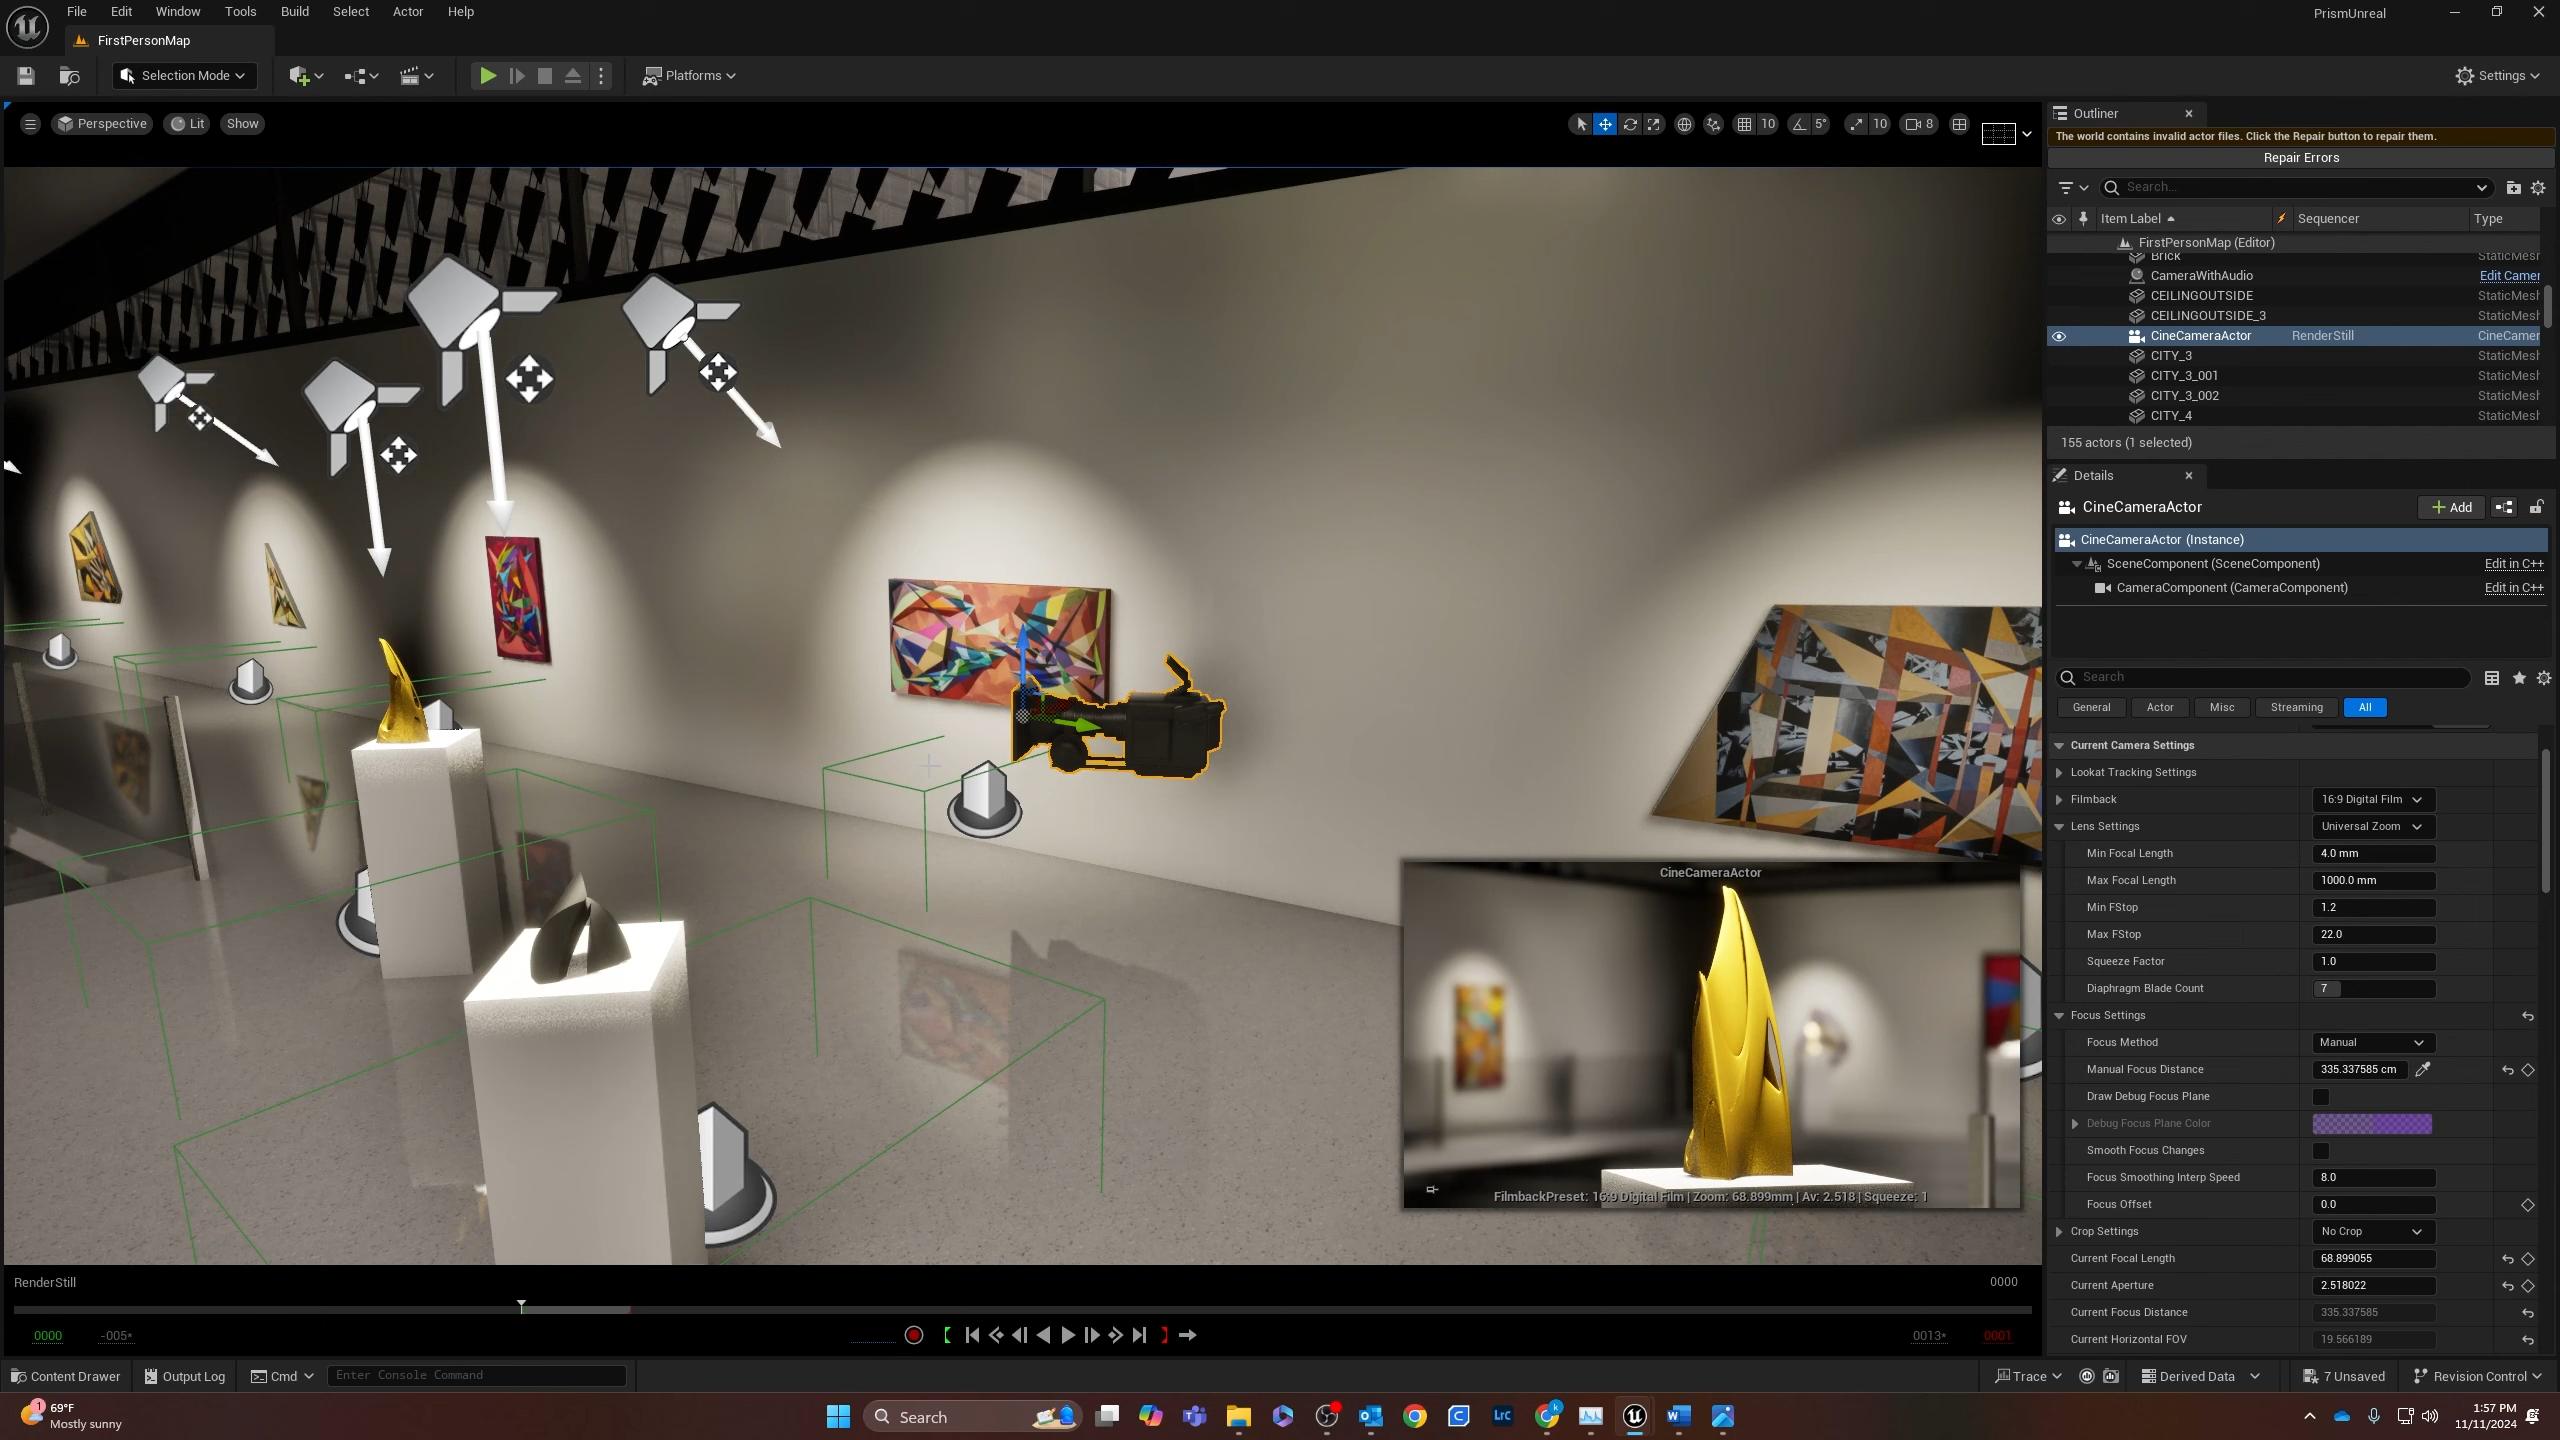 File Edit Window Tools Build Select Actor Help
PrismUnreal
FirstPersonMap
Selection Mode
Platforms
Settings
Perspective Lit Show
10 5° 10 8
Outliner
The world contains invalid actor files. Click the Repair button to repair them.
Repair Errors
Search...
Item Label Sequencer Type
FirstPersonMap (Editor)
Brick StaticMesh
CameraWithAudio Edit Camer
CEILINGOUTSIDE StaticMesh
CEILINGOUTSIDE_3 StaticMesh
CineCameraActor RenderStill CineCamer
CITY_3 StaticMesh
CITY_3_001 StaticMesh
CITY_3_002 StaticMesh
CITY_4 StaticMesh
155 actors (1 selected)
Details
CineCameraActor
Add
CineCameraActor (Instance)
SceneComponent (SceneComponent) Edit in C++
CameraComponent (CameraComponent) Edit in C++
Search
General Actor Misc Streaming All
Current Camera Settings
Lookat Tracking Settings
Filmback 16:9 Digital Film
Lens Settings Universal Zoom
Min Focal Length 4.0 mm
Max Focal Length 1000.0 mm
Min FStop 1.2
Max FStop 22.0
Squeeze Factor 1.0
Diaphragm Blade Count 7
Focus Settings
Focus Method Manual
Manual Focus Distance 335.337585 cm
Draw Debug Focus Plane
Debug Focus Plane Color
Smooth Focus Changes
Focus Smoothing Interp Speed 8.0
Focus Offset 0.0
Crop Settings No Crop
Current Focal Length 68.899055
Current Aperture 2.518022
Current Focus Distance 335.337585
Current Horizontal FOV 19.566189
CineCameraActor
FilmbackPreset: 16:9 Digital Film | Zoom: 68.899mm | Av: 2.518 | Squeeze: 1
RenderStill 0000
0000 -005* 0013* 0001
Content Drawer Output Log Cmd Enter Console Command
Trace Derived Data 7 Unsaved Revision Control
1
69°F
Mostly sunny
Search
LrC
1:57 PM
11/11/2024